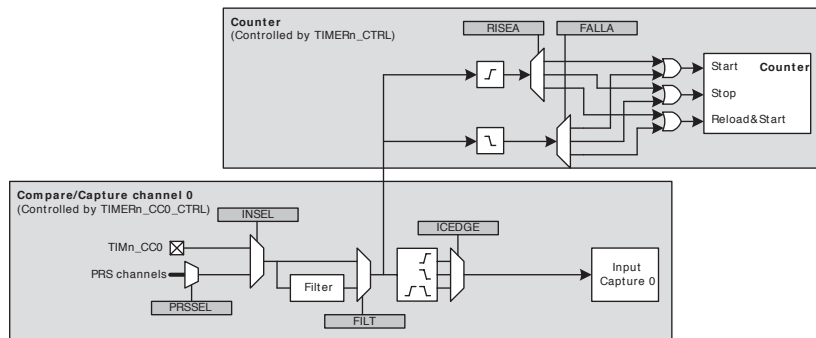 Counter
(Controlled by TIMERn_CTRL)
RISEA
FALLA
Start
Counter
Stop
Reload&Start
Compare/Capture channel 0
(Controlled by TIMERn_CC0_CTRL)
INSEL
ICEDGE
TIMn_CC0
PRS channels
Filter
Input
Capture 0
PRSSEL
FILT